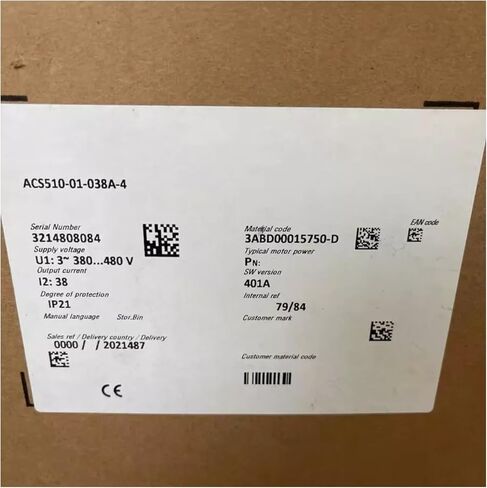 ACS510-01-038A-4
Serial Number
3214808084
Supply voltage
U1: 3~ 380...480 V
Output current
I2: 38
Degree of protection
IP21
Manual language Stor.Bin
Sales ref / Delivery country / Delivery
0000 / / 2021487
CE
Material code
3ABD00015750-D
Typical motor power
PN:
SW version
401A
Internal ref
79/84
Customer mark
Customer material code
EAN code